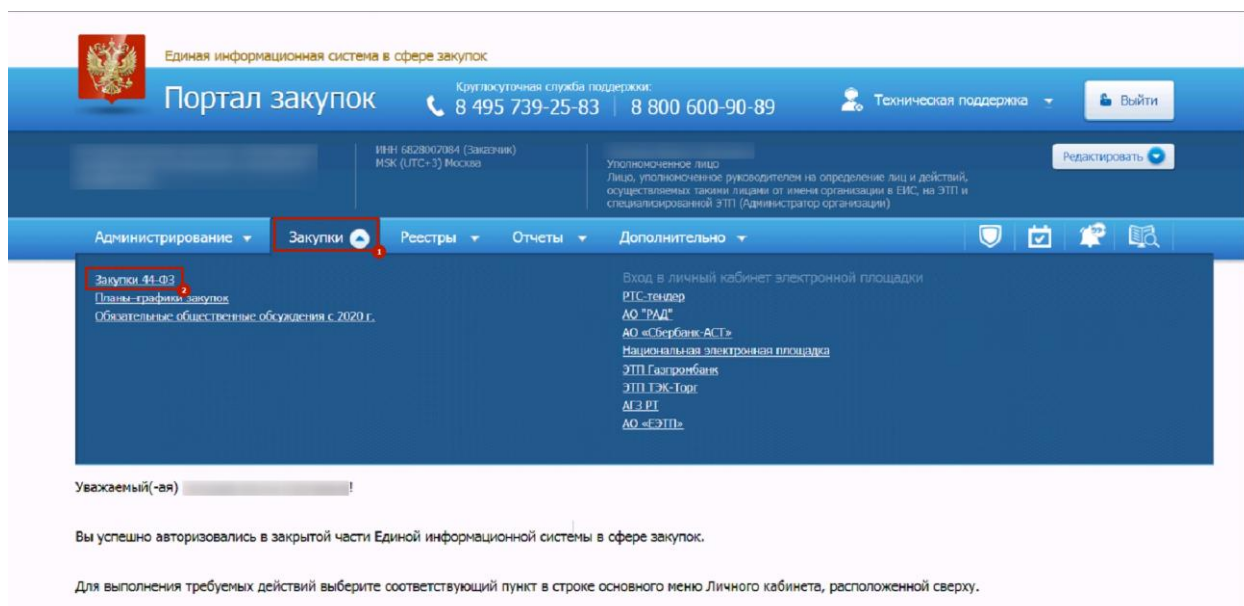 Единая информационная система в сфере закупок
Портал закупок
Круглосуточная служба поддержки:
8 495 739-25-83 | 8 800 600-90-89
Техническая поддержка
Выйти
ИНН 6828007084 (Заказчик)
MSK (UTC+3) Москва
Уполномоченное лицо
Лицо, уполномоченное руководителем на определение лиц и действий,
осуществляемых такими лицами от имени организации в ЕИС, на ЭТП и
специализированной ЭТП (Администратор организации)
Редактировать
Администрирование
Закупки
1
Реестры
Отчеты
Дополнительно
99+
Закупки 44-ФЗ
2
Планы-графики закупок
Обязательные общественные обсуждения с 2020 г.
Вход в личный кабинет электронной площадки
РТС-тендер
АО "РАД"
АО «Сбербанк-АСТ»
Национальная электронная площадка
ЭТП Газпромбанк
ЭТП ТЭК-Торг
АГЗ РТ
АО «ЕЭТП»
Уважаемый(-ая) !
Вы успешно авторизовались в закрытой части Единой информационной системы в сфере закупок.
Для выполнения требуемых действий выберите соответствующий пункт в строке основного меню Личного кабинета, расположенной сверху.